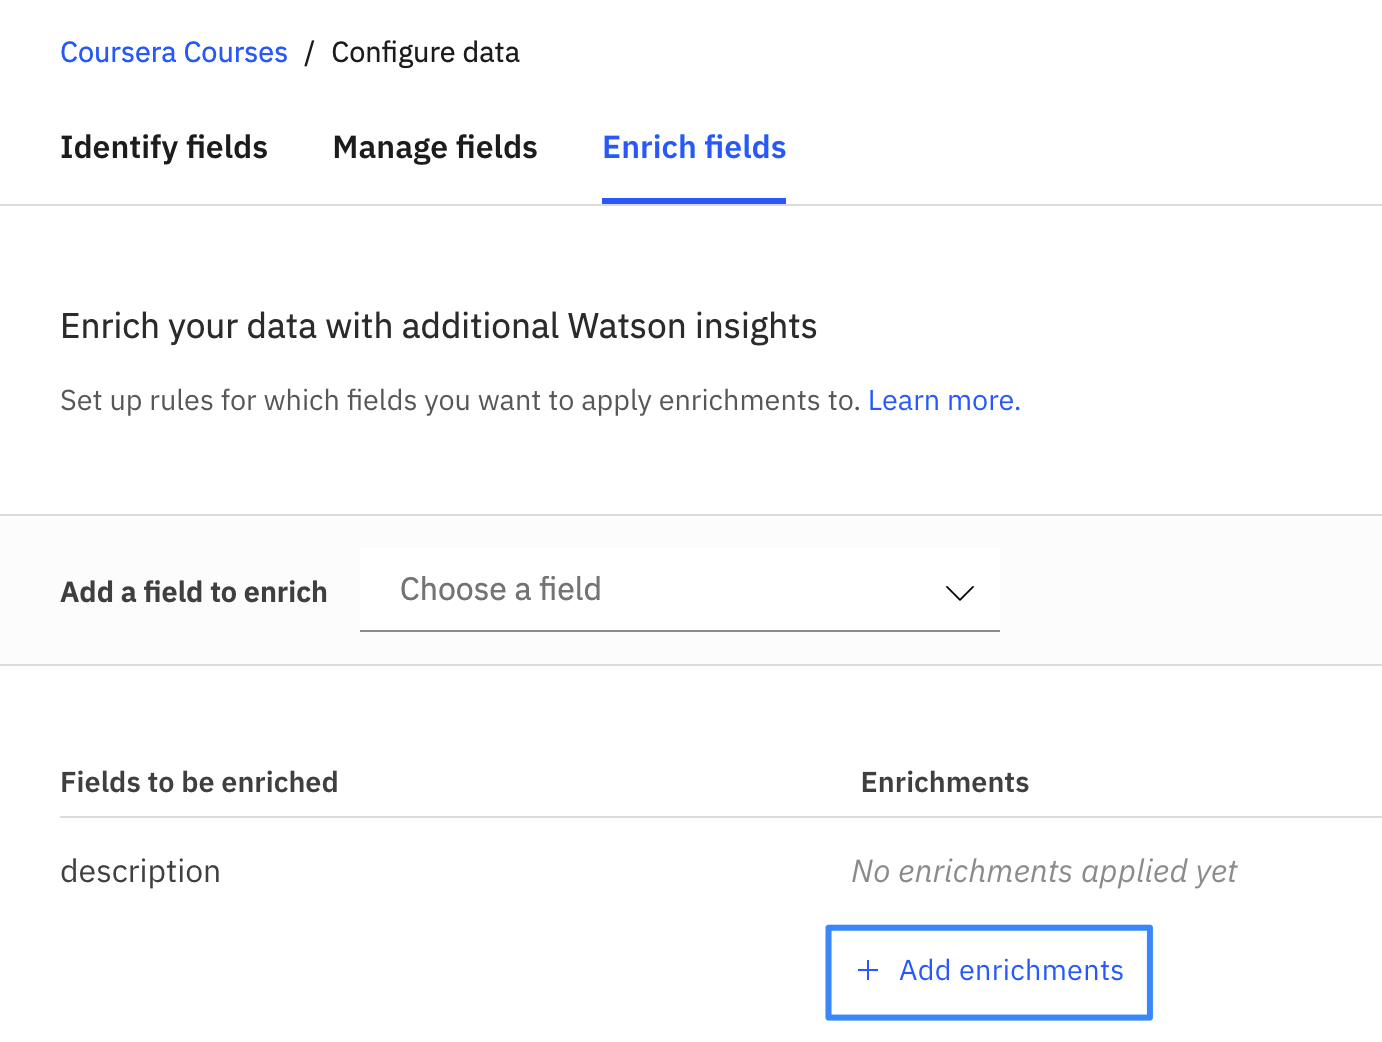 Coursera Courses / Configure data
Identify fields Manage fields Enrich fields
Enrich your data with additional Watson insights
Set up rules for which fields you want to apply enrichments to. Learn more.
Add a field to enrich Choose a field
Fields to be enriched Enrichments
description No enrichments applied yet
+ Add enrichments